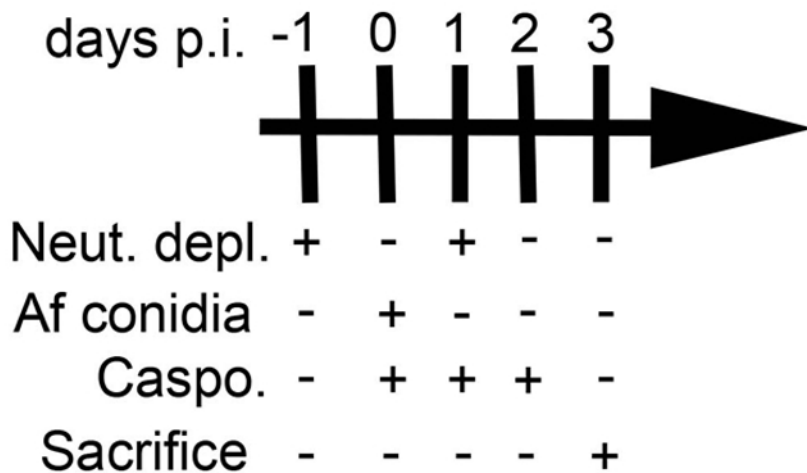 days p.i. -1 0 1 2 3
Neut. depl. + - + - -
Af conidia - + - - -
Caspo. - + + + -
Sacrifice - - - - +